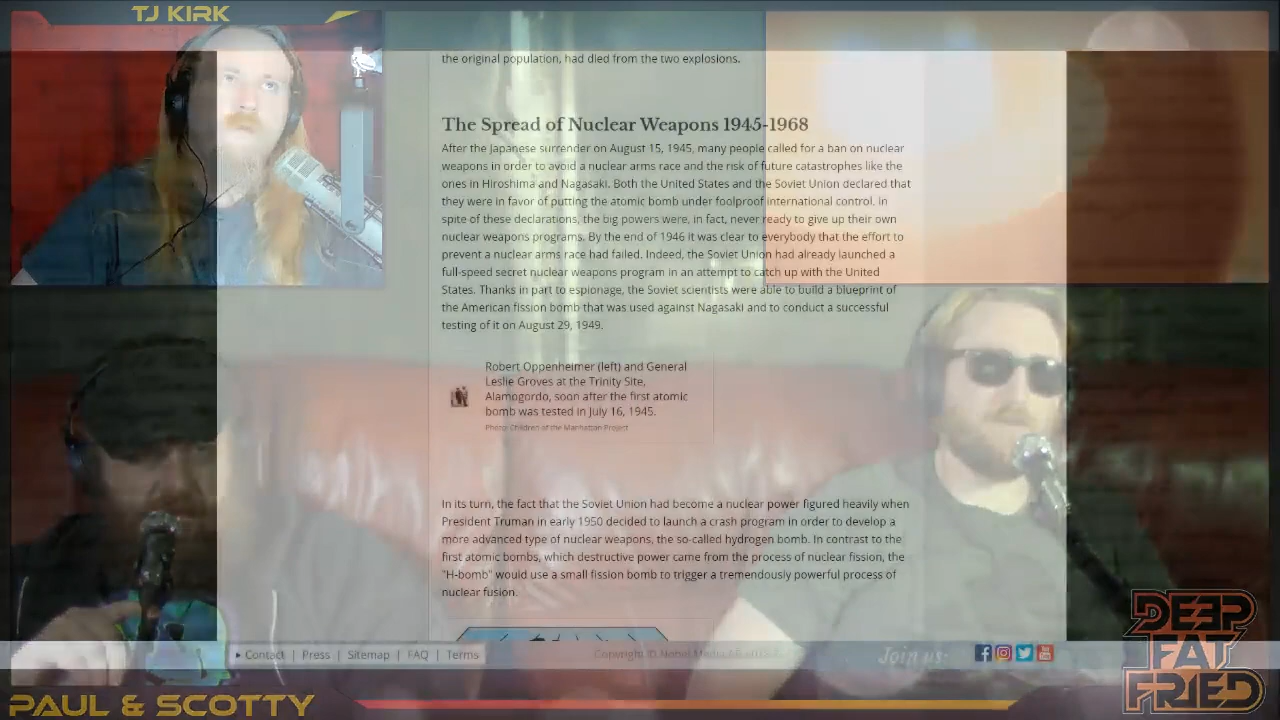 TJ KIRK
the original population, had died from the two explosions.
The Spread of Nuclear Weapons 1945-1968
After the Japanese surrender on August 15, 1945, many people called for a ban on nuclear
weapons in order to avoid a nuclear arms race and the risk of future catastrophes like the
ones in Hiroshima and Nagasaki. Both the United States and the Soviet Union declared that
they were in favor of putting the atomic bomb under foolproof international control. In
spite of these declarations, the big powers were, in fact, never ready to give up their own
nuclear weapons programs. By the end of 1946 it was clear to everybody that the effort to
prevent a nuclear arms race had failed. Indeed, the Soviet Union had already launched a
full-speed secret nuclear weapons program in an attempt to catch up with the United
States. Thanks in part to espionage, the Soviet scientists were able to build a blueprint of
the American fission bomb that was used against Nagasaki and to conduct a successful
testing of it on August 29, 1949.
Robert Oppenheimer (left) and General
Leslie Groves at the Trinity Site,
Alamogordo, soon after the first atomic
bomb was tested in July 16, 1945.
Photo: Children of the Manhattan Project
In its turn, the fact that the Soviet Union had become a nuclear power figured heavily when
President Truman in early 1950 decided to launch a crash program in order to develop a
more advanced type of nuclear weapons, the so-called hydrogen bomb. In contrast to the
first atomic bombs, which destructive power came from the process of nuclear fission, the
"H-bomb" would use a small fission bomb to trigger a tremendously powerful process of
nuclear fusion.
Contact | Press | Sitemap | FAQ | Terms
Copyright © Nobel Media
Join us:
DEEP
FAT
FRIED
PAUL & SCOTTY